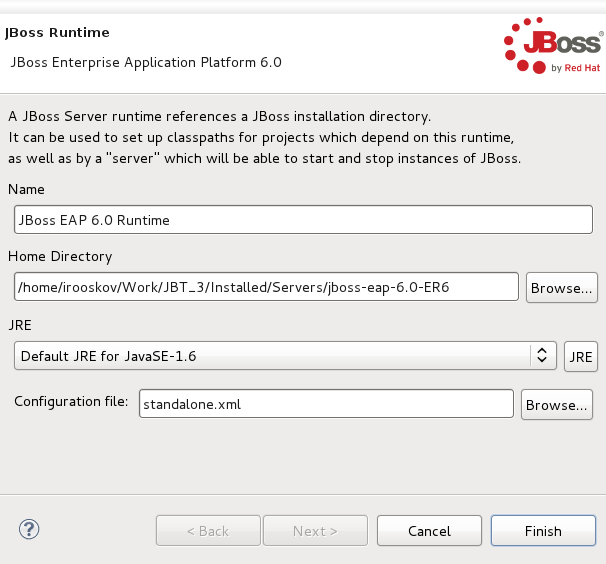 JBoss Runtime
JBoss Enterprise Application Platform 6.0
JBoss®
by Red Hat
A JBoss Server runtime references a JBoss installation directory.
It can be used to set up classpaths for projects which depend on this runtime,
as well as by a "server" which will be able to start and stop instances of JBoss.
Name
JBoss EAP 6.0 Runtime
Home Directory
/home/irooskov/Work/JBT_3/Installed/Servers/jboss-eap-6.0-ER6
Browse...
JRE
Default JRE for JavaSE-1.6
JRE
Configuration file:
standalone.xml
Browse...
?
< Back
Next >
Cancel
Finish